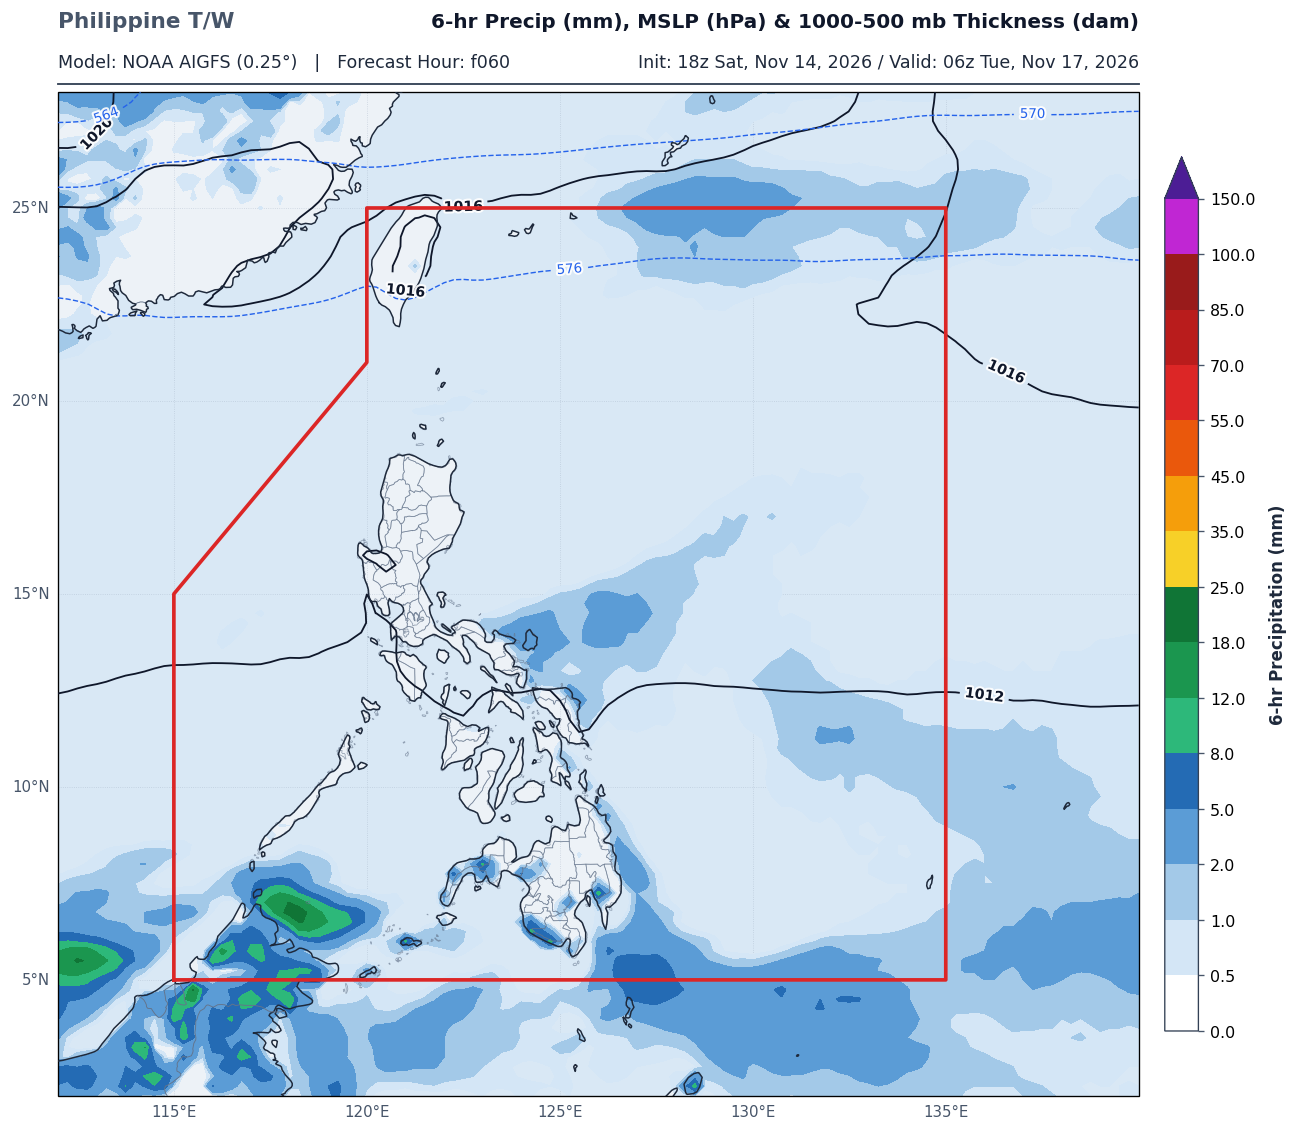 Philippine T/W
6-hr Precip (mm), MSLP (hPa) & 1000-500 mb Thickness (dam)
Model: NOAA AIGFS (0.25°) | Forecast Hour: f060
Init: 18z Sat, Nov 14, 2026 / Valid: 06z Tue, Nov 17, 2026
564
1020
570
1016
576
1016
1016
1012
25°N
20°N
15°N
10°N
5°N
115°E
120°E
125°E
130°E
135°E
150.0
100.0
85.0
70.0
55.0
45.0
35.0
25.0
18.0
12.0
8.0
5.0
2.0
1.0
0.5
0.0
6-hr Precipitation (mm)